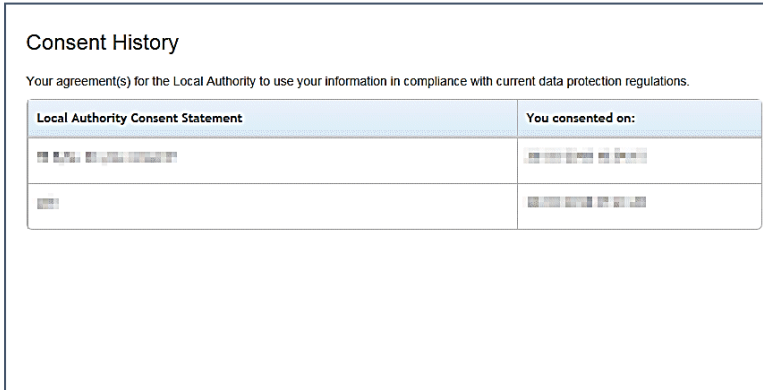 Consent History
Your agreement(s) for the Local Authority to use your information in compliance with current data protection regulations.
Local Authority Consent Statement
You consented on: